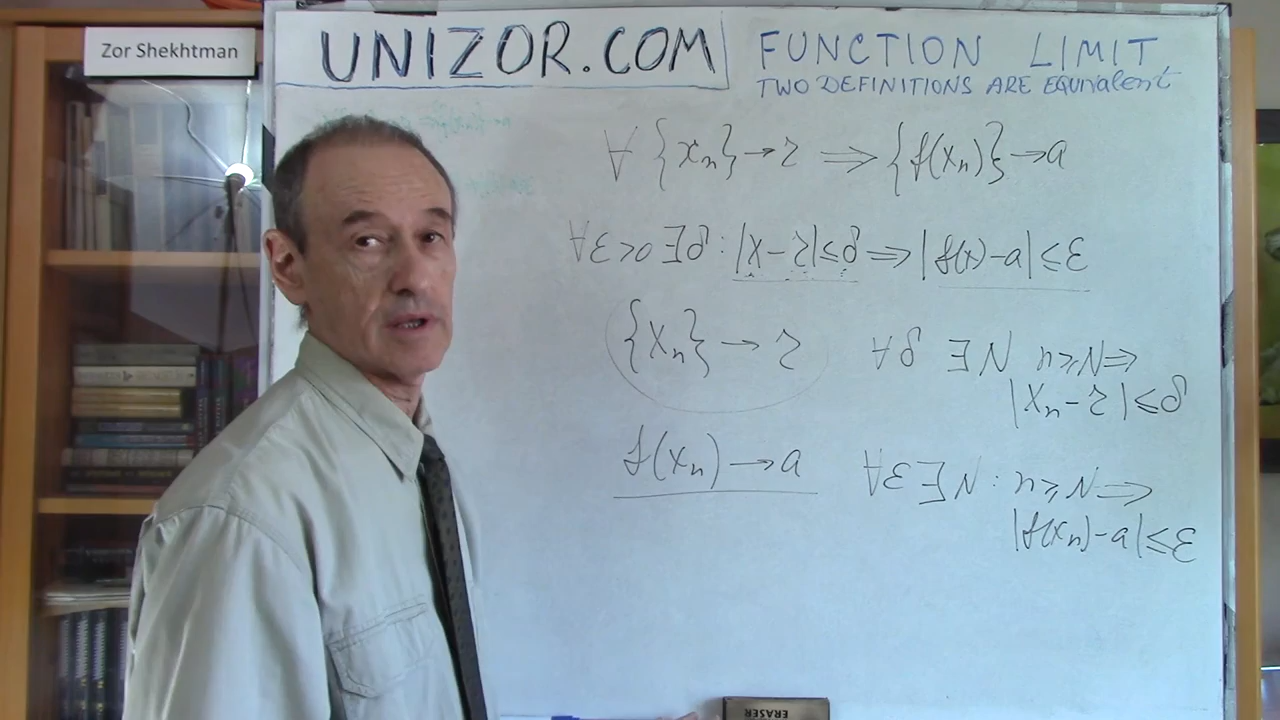 Zor Shekhtman
UNIZOR.COM
FUNCTION LIMIT
TWO DEFINITIONS ARE EQUIVALENT
∀ {xₙ}→r ⟹ {f(xₙ)}→a
∀ε>0 ∃δ : |x−r|≤δ ⟹ |f(x)−a|≤ε
{xₙ} → r
∀δ ∃N n≥N⟹
|xₙ−r|≤δ
f(xₙ)→a
∀ε ∃N : n≥N⟹
|f(xₙ)−a|≤ε
ERASER